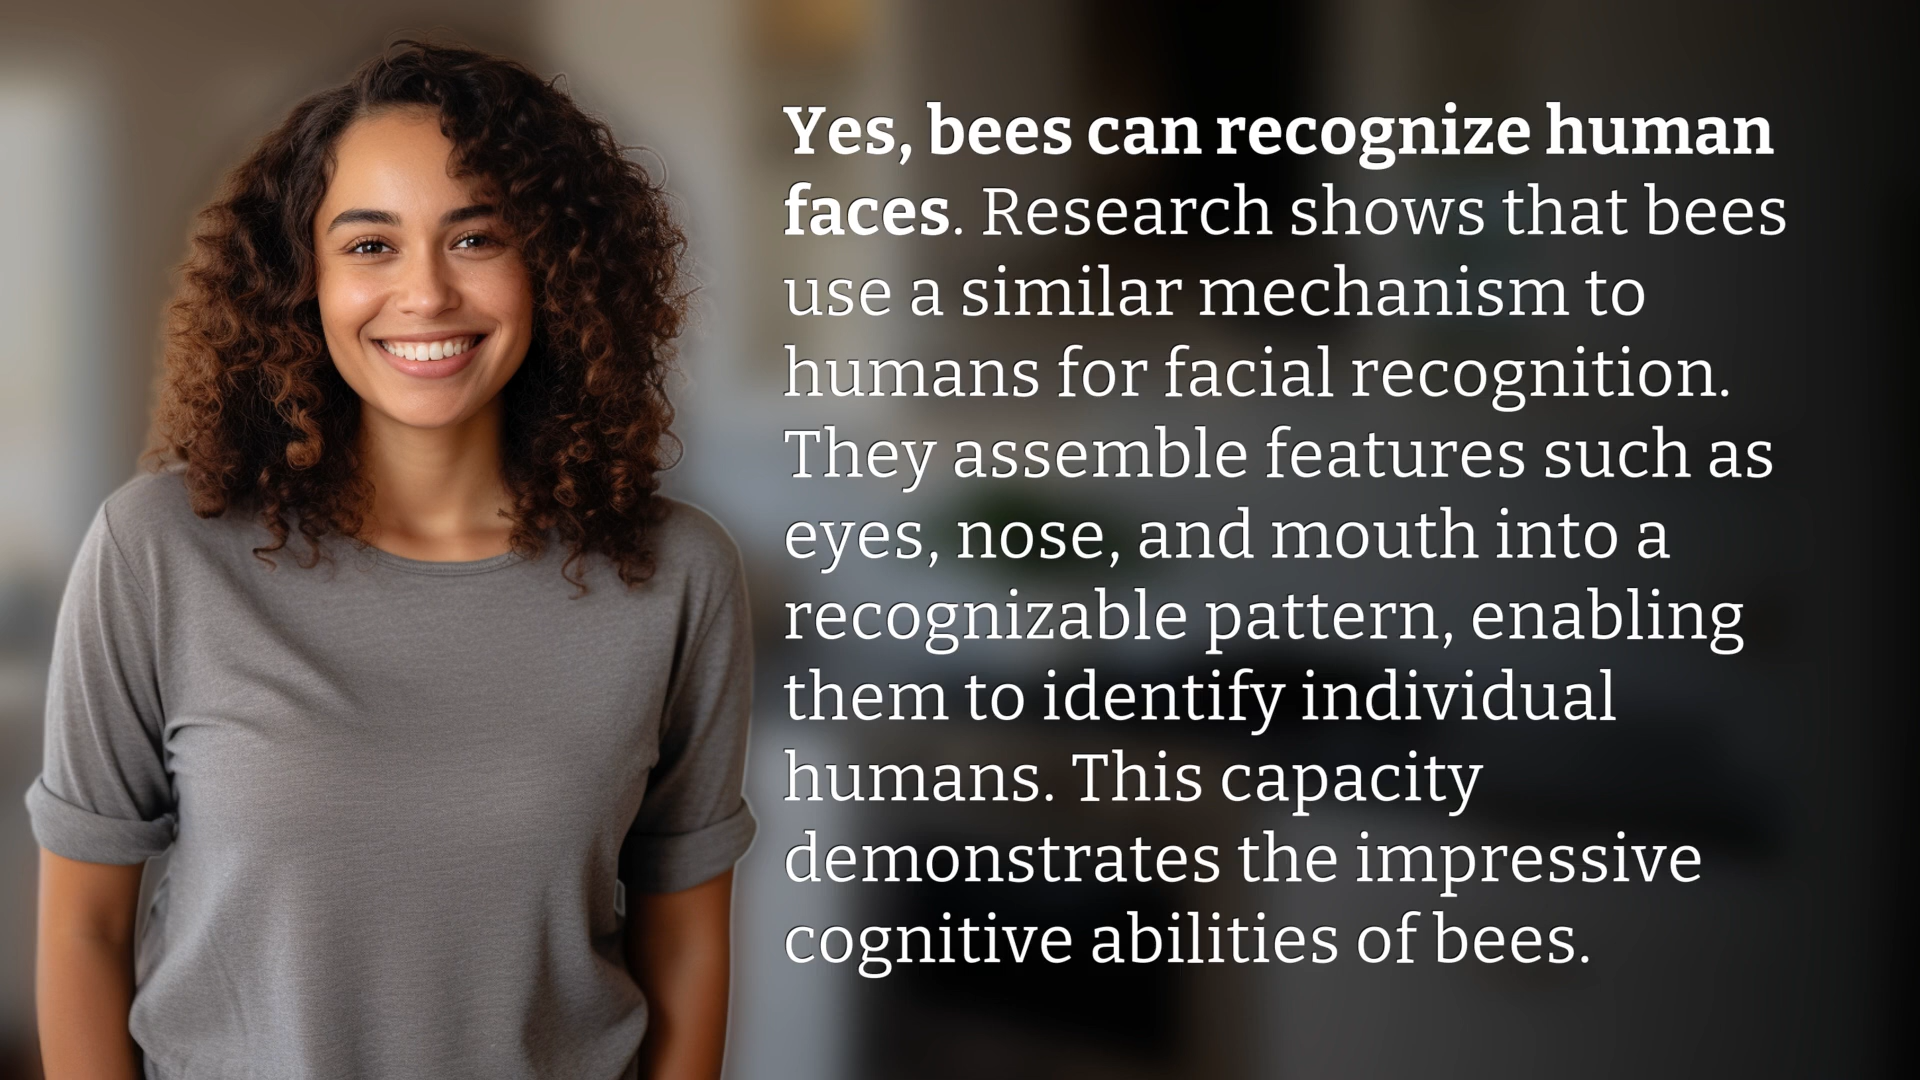 Yes, bees can recognize human
faces. Research shows that bees
use a similar mechanism to
humans for facial recognition.
They assemble features such as
eyes, nose, and mouth into a
recognizable pattern, enabling
them to identify individual
humans. This capacity
demonstrates the impressive
cognitive abilities of bees.